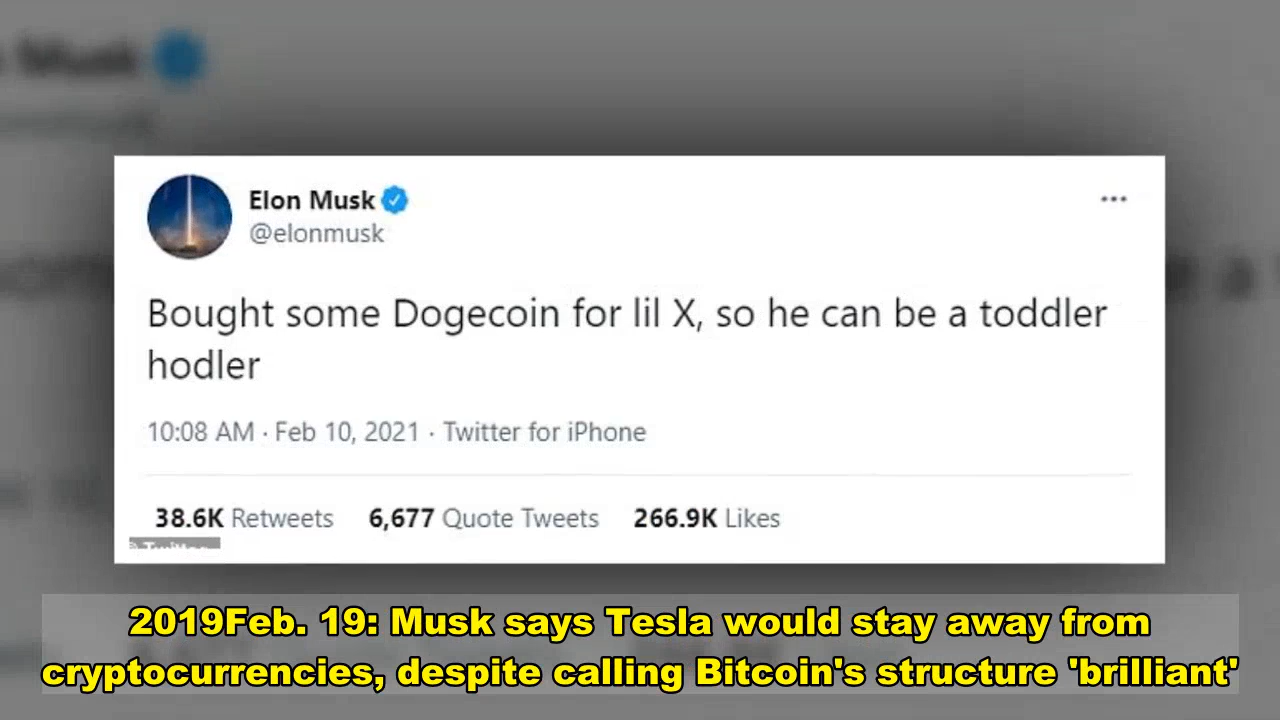 Musk
Elon Musk
@elonmusk
Bought some Dogecoin for lil X, so he can be a toddler
hodler
10:08 AM · Feb 10, 2021 · Twitter for iPhone
38.6K Retweets 6,677 Quote Tweets 266.9K Likes
© Twitter
2019Feb. 19: Musk says Tesla would stay away from
cryptocurrencies, despite calling Bitcoin's structure 'brilliant'